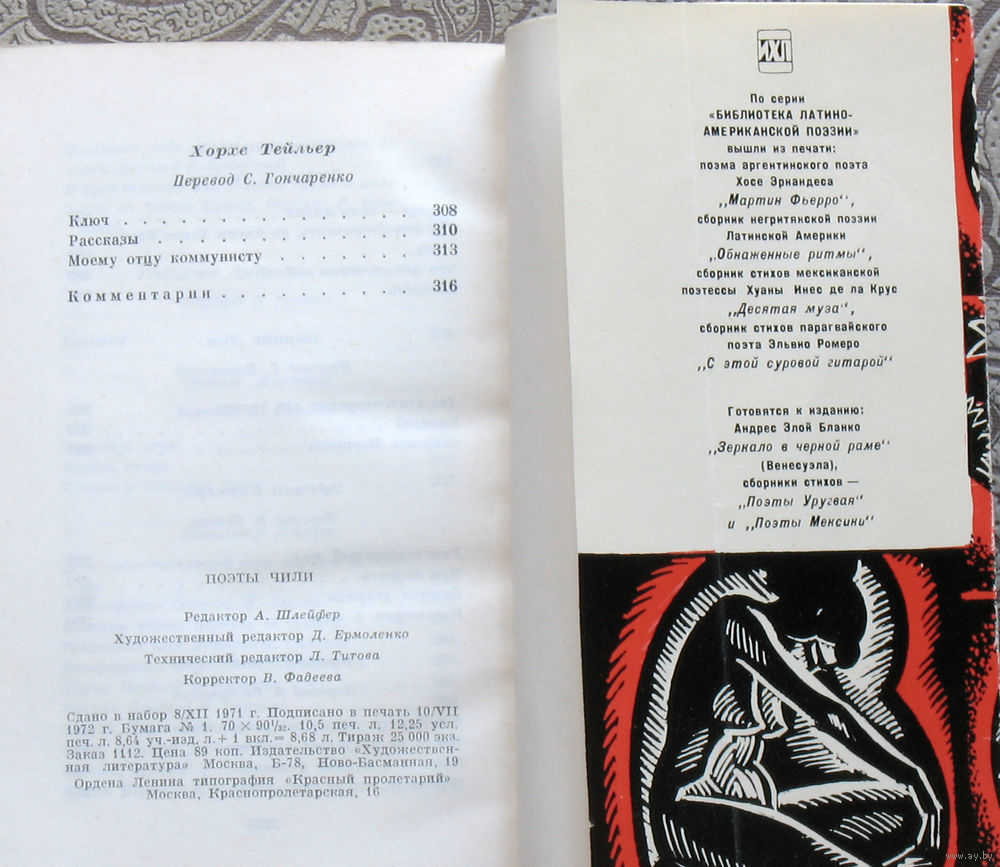 Хорхе Тейльер
Перевод С. Гончаренко
Ключ . . . . . . . . . . . . . . . 308
Рассказы . . . . . . . . . . . . . 310
Моему отцу коммунисту . . . . . . . 313
Комментарии . . . . . . . . . . . 316
ПОЭТЫ ЧИЛИ
Редактор А. Шлейфер
Художественный редактор Д. Ермоленко
Технический редактор Л. Титова
Корректор В. Фадеева
Сдано в набор 8/XII 1971 г. Подписано в печать 10/VII
1972 г. Бумага № 1. 70 × 90¹/₃₂. 10,5 печ. л. 12,25 усл.
печ. л. 8,64 уч.-изд. л. + 1 вкл. = 8,68 л. Тираж 25 000 экз.
Заказ 1112. Цена 89 коп. Издательство «Художествен-
ная литература» Москва, Б-78, Ново-Басманная, 19
Ордена Ленина типография «Красный пролетарий»
Москва, Краснопролетарская, 16
ИХЛ
По серии
«БИБЛИОТЕКА ЛАТИНО-
АМЕРИКАНСКОЙ ПОЭЗИИ»
вышли из печати:
поэма аргентинского поэта
Хосе Эрнандеса
„Мартин Фьерро“,
сборник негритянской поэзии
Латинской Америки
„Обнаженные ритмы“,
сборник стихов мексиканской
поэтессы Хуаны Инес де ла Крус
„Десятая муза“,
сборник стихов парагвайского
поэта Эльвио Ромеро
„С этой суровой гитарой“
Готовятся к изданию:
Андрес Элой Бланко
„Зеркало в черной раме“
(Венесуэла),
сборники стихов —
„Поэты Уругвая“
и „Поэты Мексики“
www.ay.by